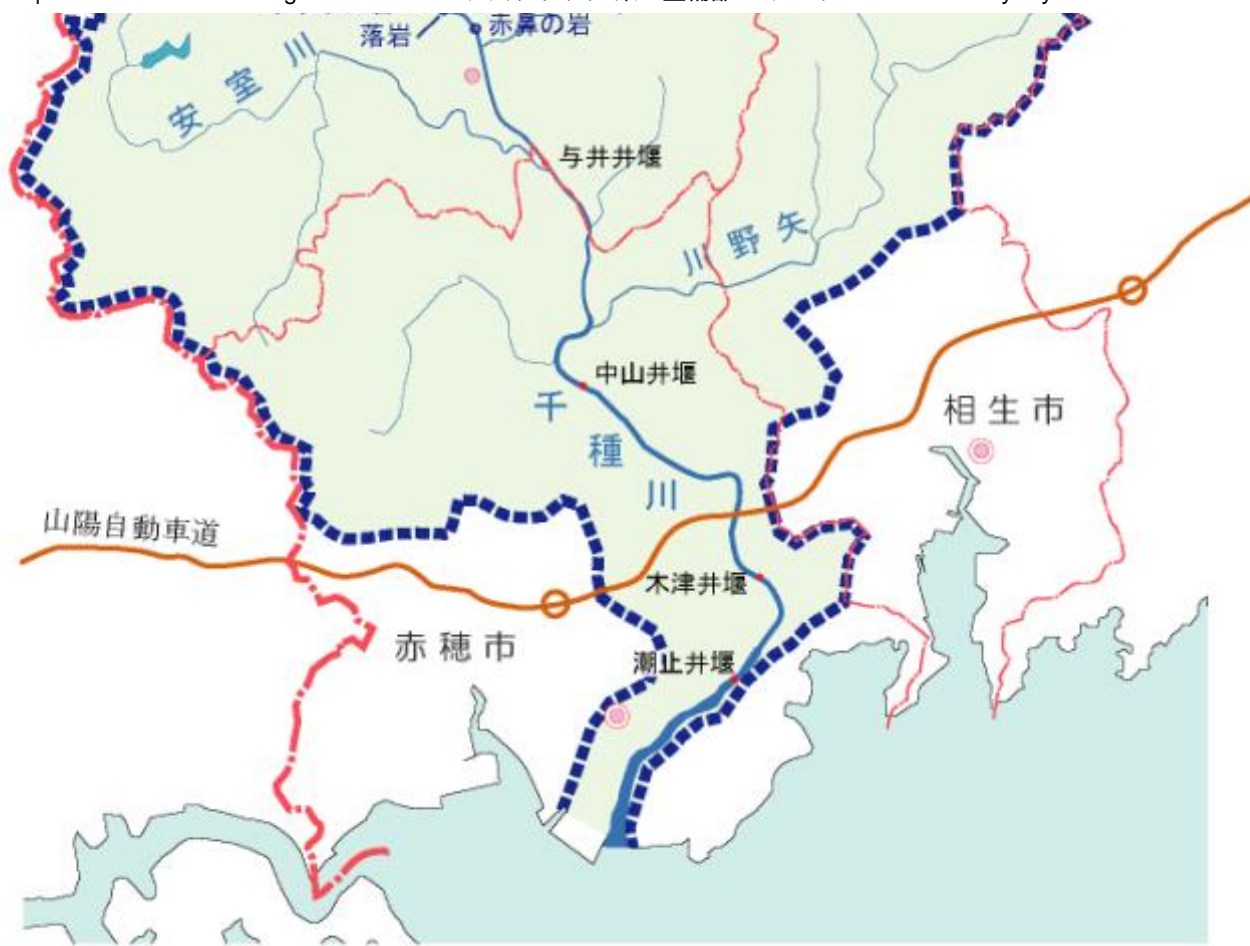 落岩
赤鼻の岩
安室川
与井井堰
川野矢
中山井堰
千種川
相生市
山陽自動車道
木津井堰
赤穂市
潮止井堰